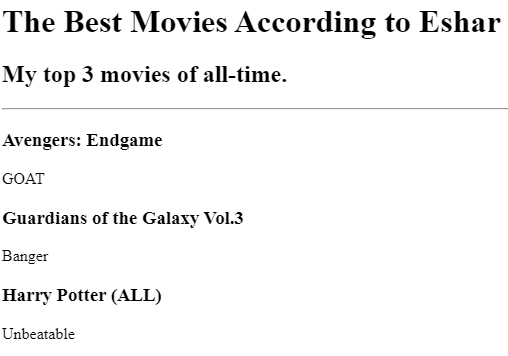 The Best Movies According to Eshar
My top 3 movies of all-time.
Avengers: Endgame
GOAT
Guardians of the Galaxy Vol.3
Banger
Harry Potter (ALL)
Unbeatable